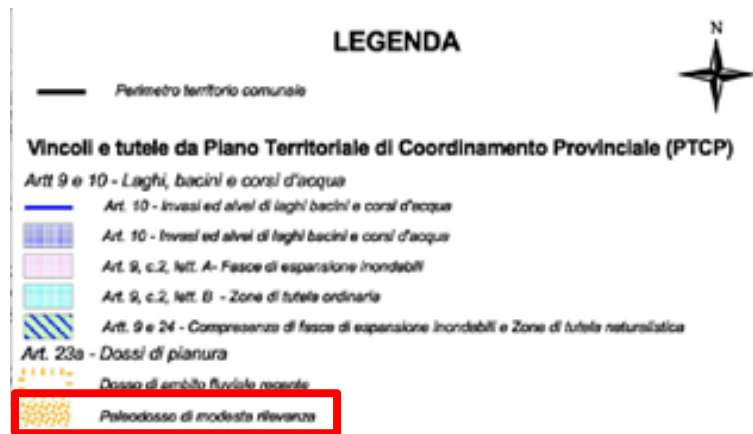 N
LEGENDA
Perimetro territorio comunale
Vincoli e tutele da Piano Territoriale di Coordinamento Provinciale (PTCP)
Artt 9 e 10 - Laghi, bacini e corsi d'acqua
Art. 10 - Invasi ed alvei di laghi bacini e corsi d'acqua
Art. 10 - Invasi ed alvei di laghi bacini e corsi d'acqua
Art. 9, c.2, lett. A- Fasce di espansione inondabili
Art. 9, c.2, lett. B - Zone di tutela ordinaria
Artt. 9 e 24 - Compresenza di fasce di espansione inondabili e Zone di tutela naturalistica
Art. 23a - Dossi di pianura
Dosso di ambito fluviale recente
Paleodosso di modesta rilevanza